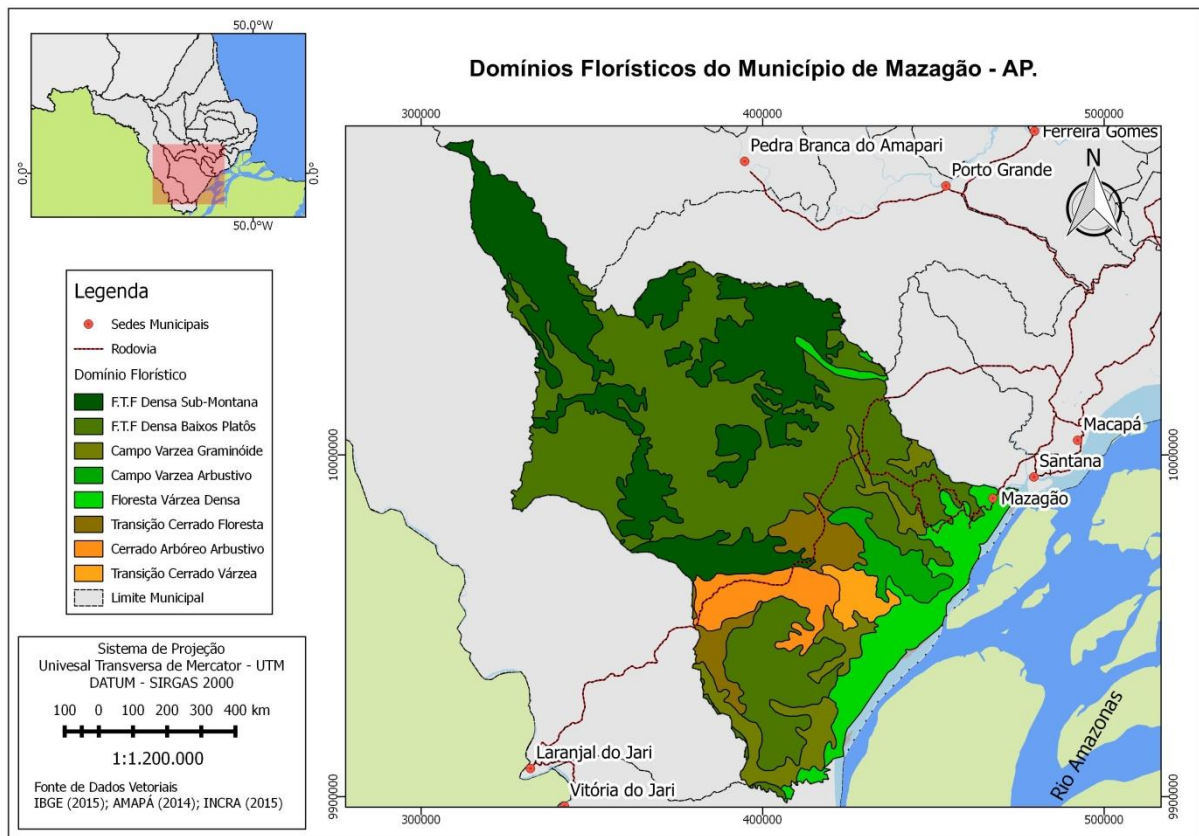 50.0°W
0.0°
0.0°
50.0°W
Domínios Florísticos do Município de Mazagão - AP.
300000
400000
500000
Ferreira Gomes
Pedra Branca do Amapari
N
Porto Grande
Macapá
Santana
Mazagão
Laranjal do Jari
Vitória do Jari
Rio Amazonas
10000000
10000000
9900000
9900000
300000
400000
500000
Legenda
Sedes Municipais
Rodovia
Domínio Florístico
F.T.F Densa Sub-Montana
F.T.F Densa Baixos Platôs
Campo Varzea Graminóide
Campo Varzea Arbustivo
Floresta Várzea Densa
Transição Cerrado Floresta
Cerrado Arbóreo Arbustivo
Transição Cerrado Várzea
Limite Municipal
Sistema de Projeção
Univesal Transversa de Mercator - UTM
DATUM - SIRGAS 2000
100 0 100 200 300 400 km
1:1.200.000
Fonte de Dados Vetoriais
IBGE (2015); AMAPÁ (2014); INCRA (2015)